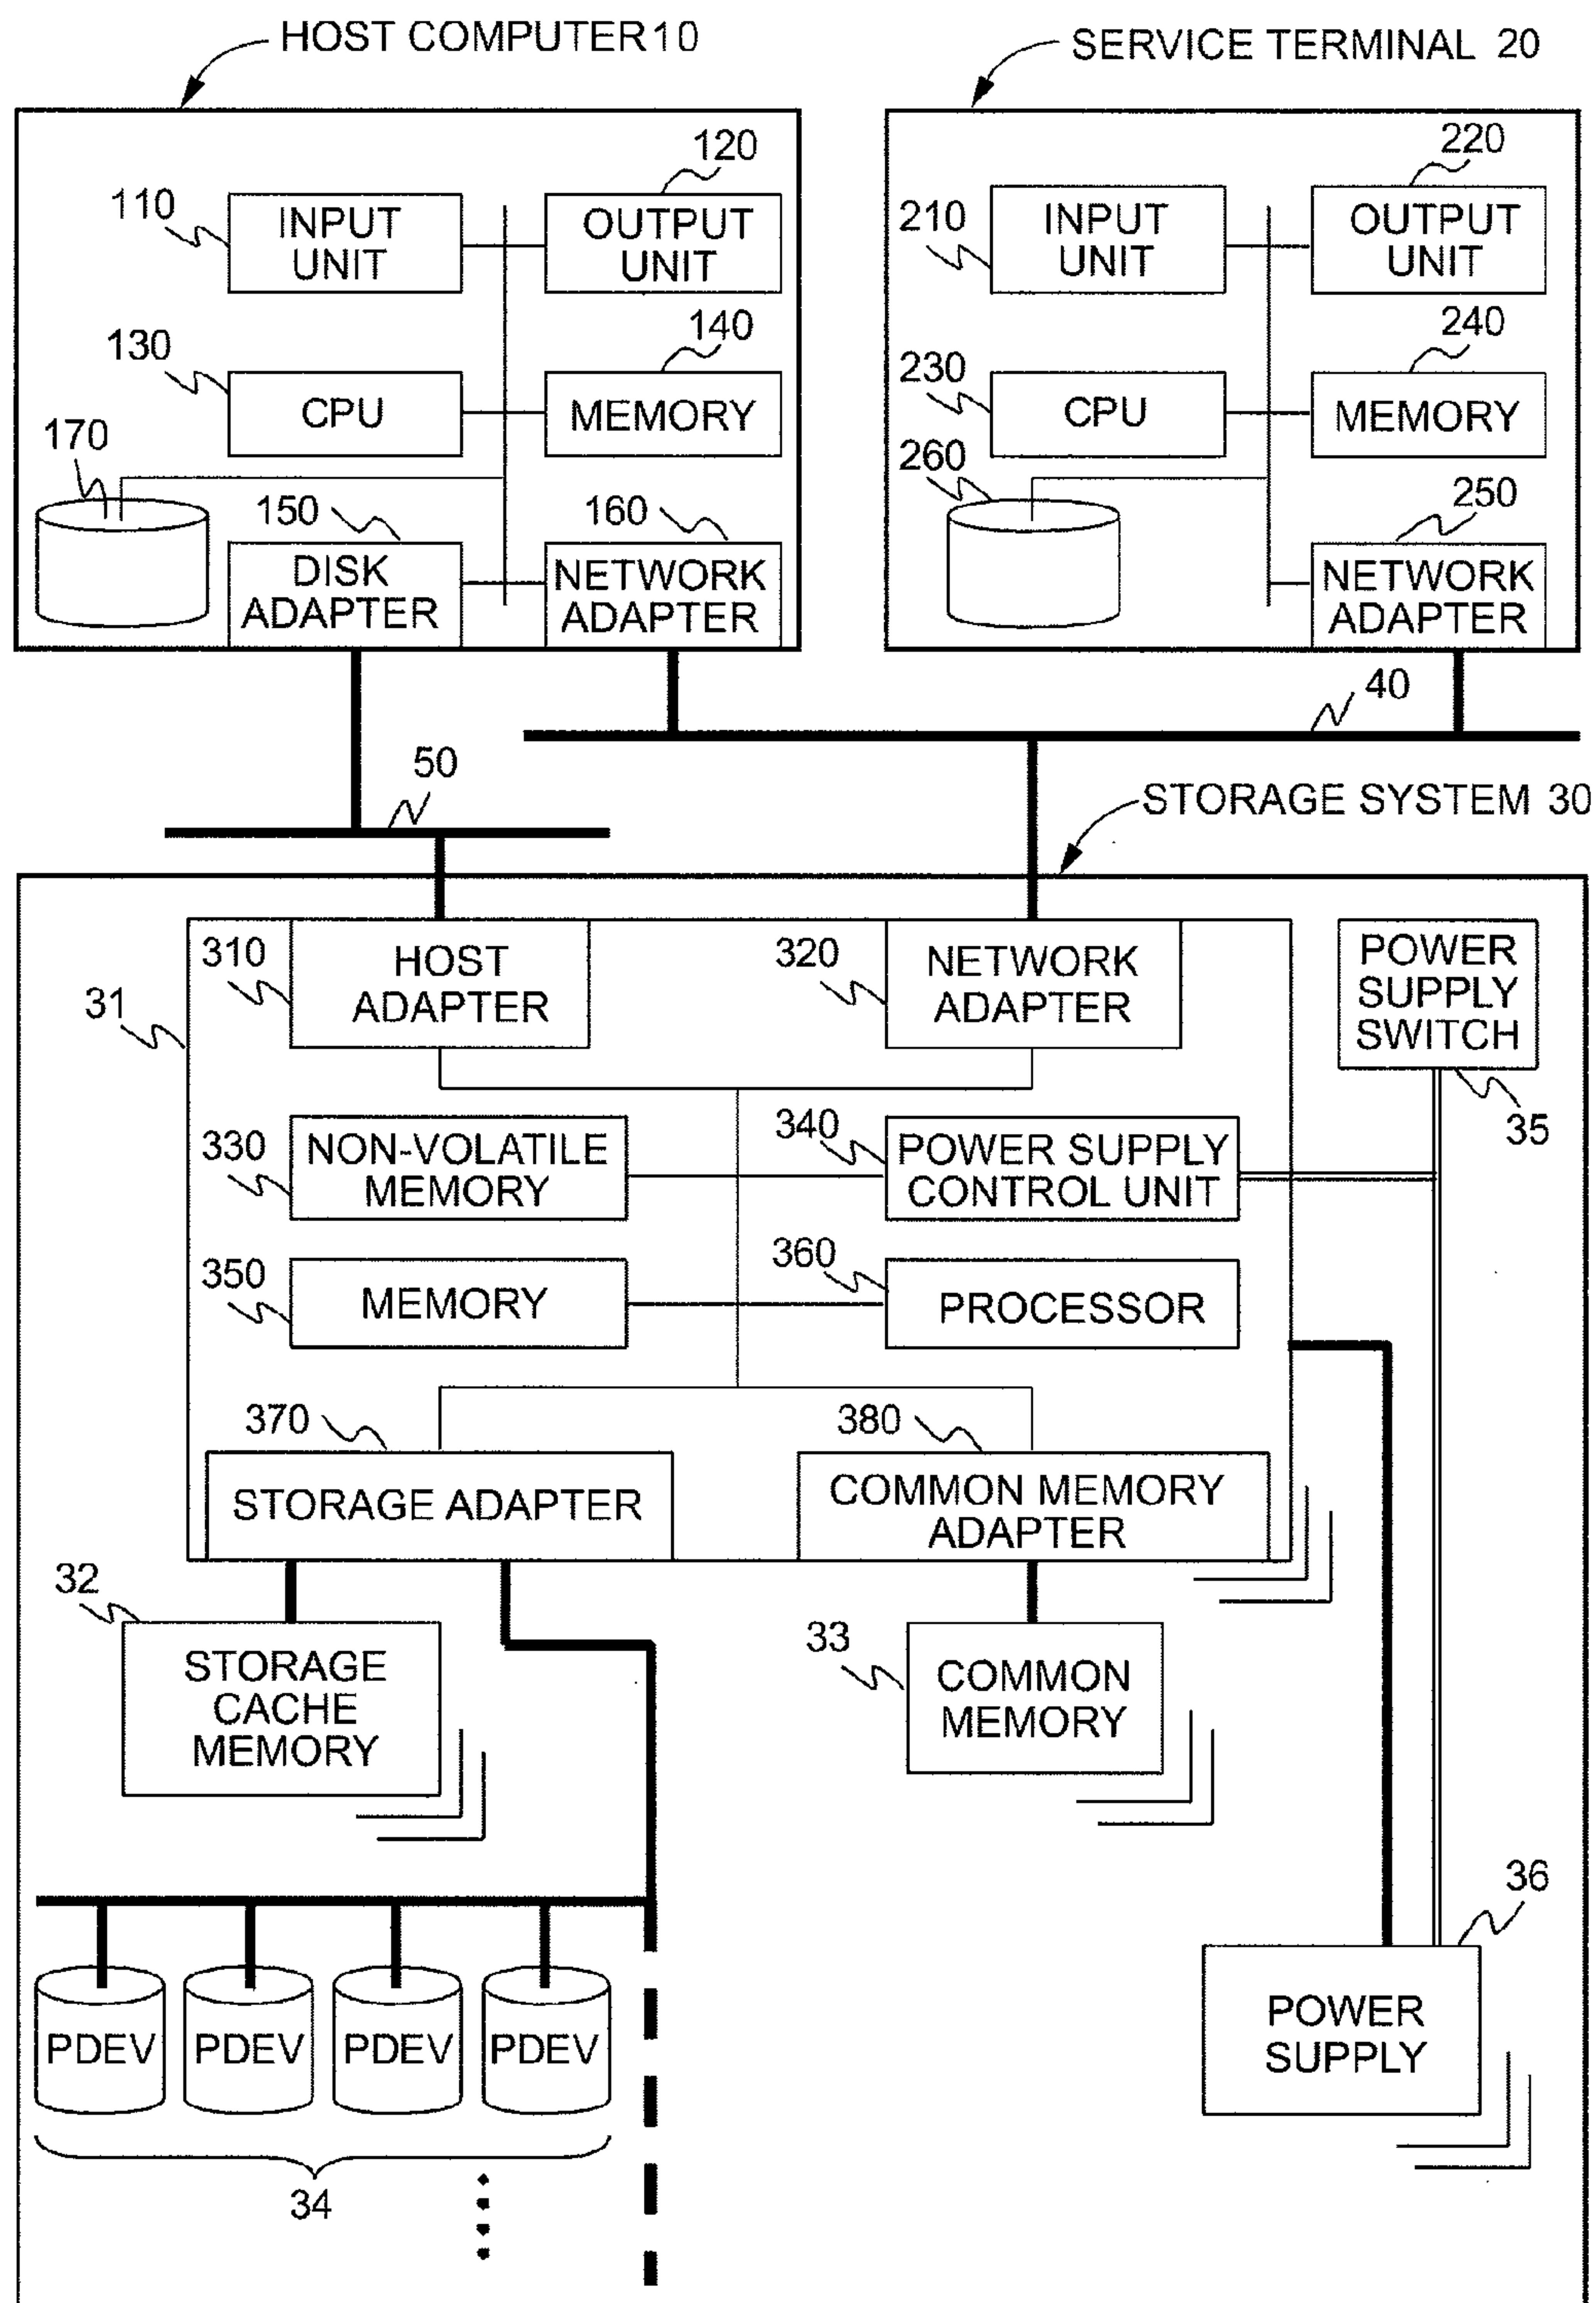 HOST COMPUTER 10
SERVICE TERMINAL 20
120
110
INPUT
UNIT
OUTPUT
UNIT
220
210
INPUT
UNIT
OUTPUT
UNIT
130
140
CPU
MEMORY
170
150
160
DISK
ADAPTER
NETWORK
ADAPTER
240
230
CPU
MEMORY
260
250
NETWORK
ADAPTER
40
50
STORAGE SYSTEM 30
31
310
HOST
ADAPTER
320
NETWORK
ADAPTER
POWER
SUPPLY
SWITCH
35
330
NON-VOLATILE
MEMORY
340
POWER SUPPLY
CONTROL UNIT
350
MEMORY
360
PROCESSOR
370
STORAGE ADAPTER
380
COMMON MEMORY
ADAPTER
32
STORAGE
CACHE
MEMORY
33
COMMON
MEMORY
36
POWER
SUPPLY
PDEV PDEV PDEV PDEV
34